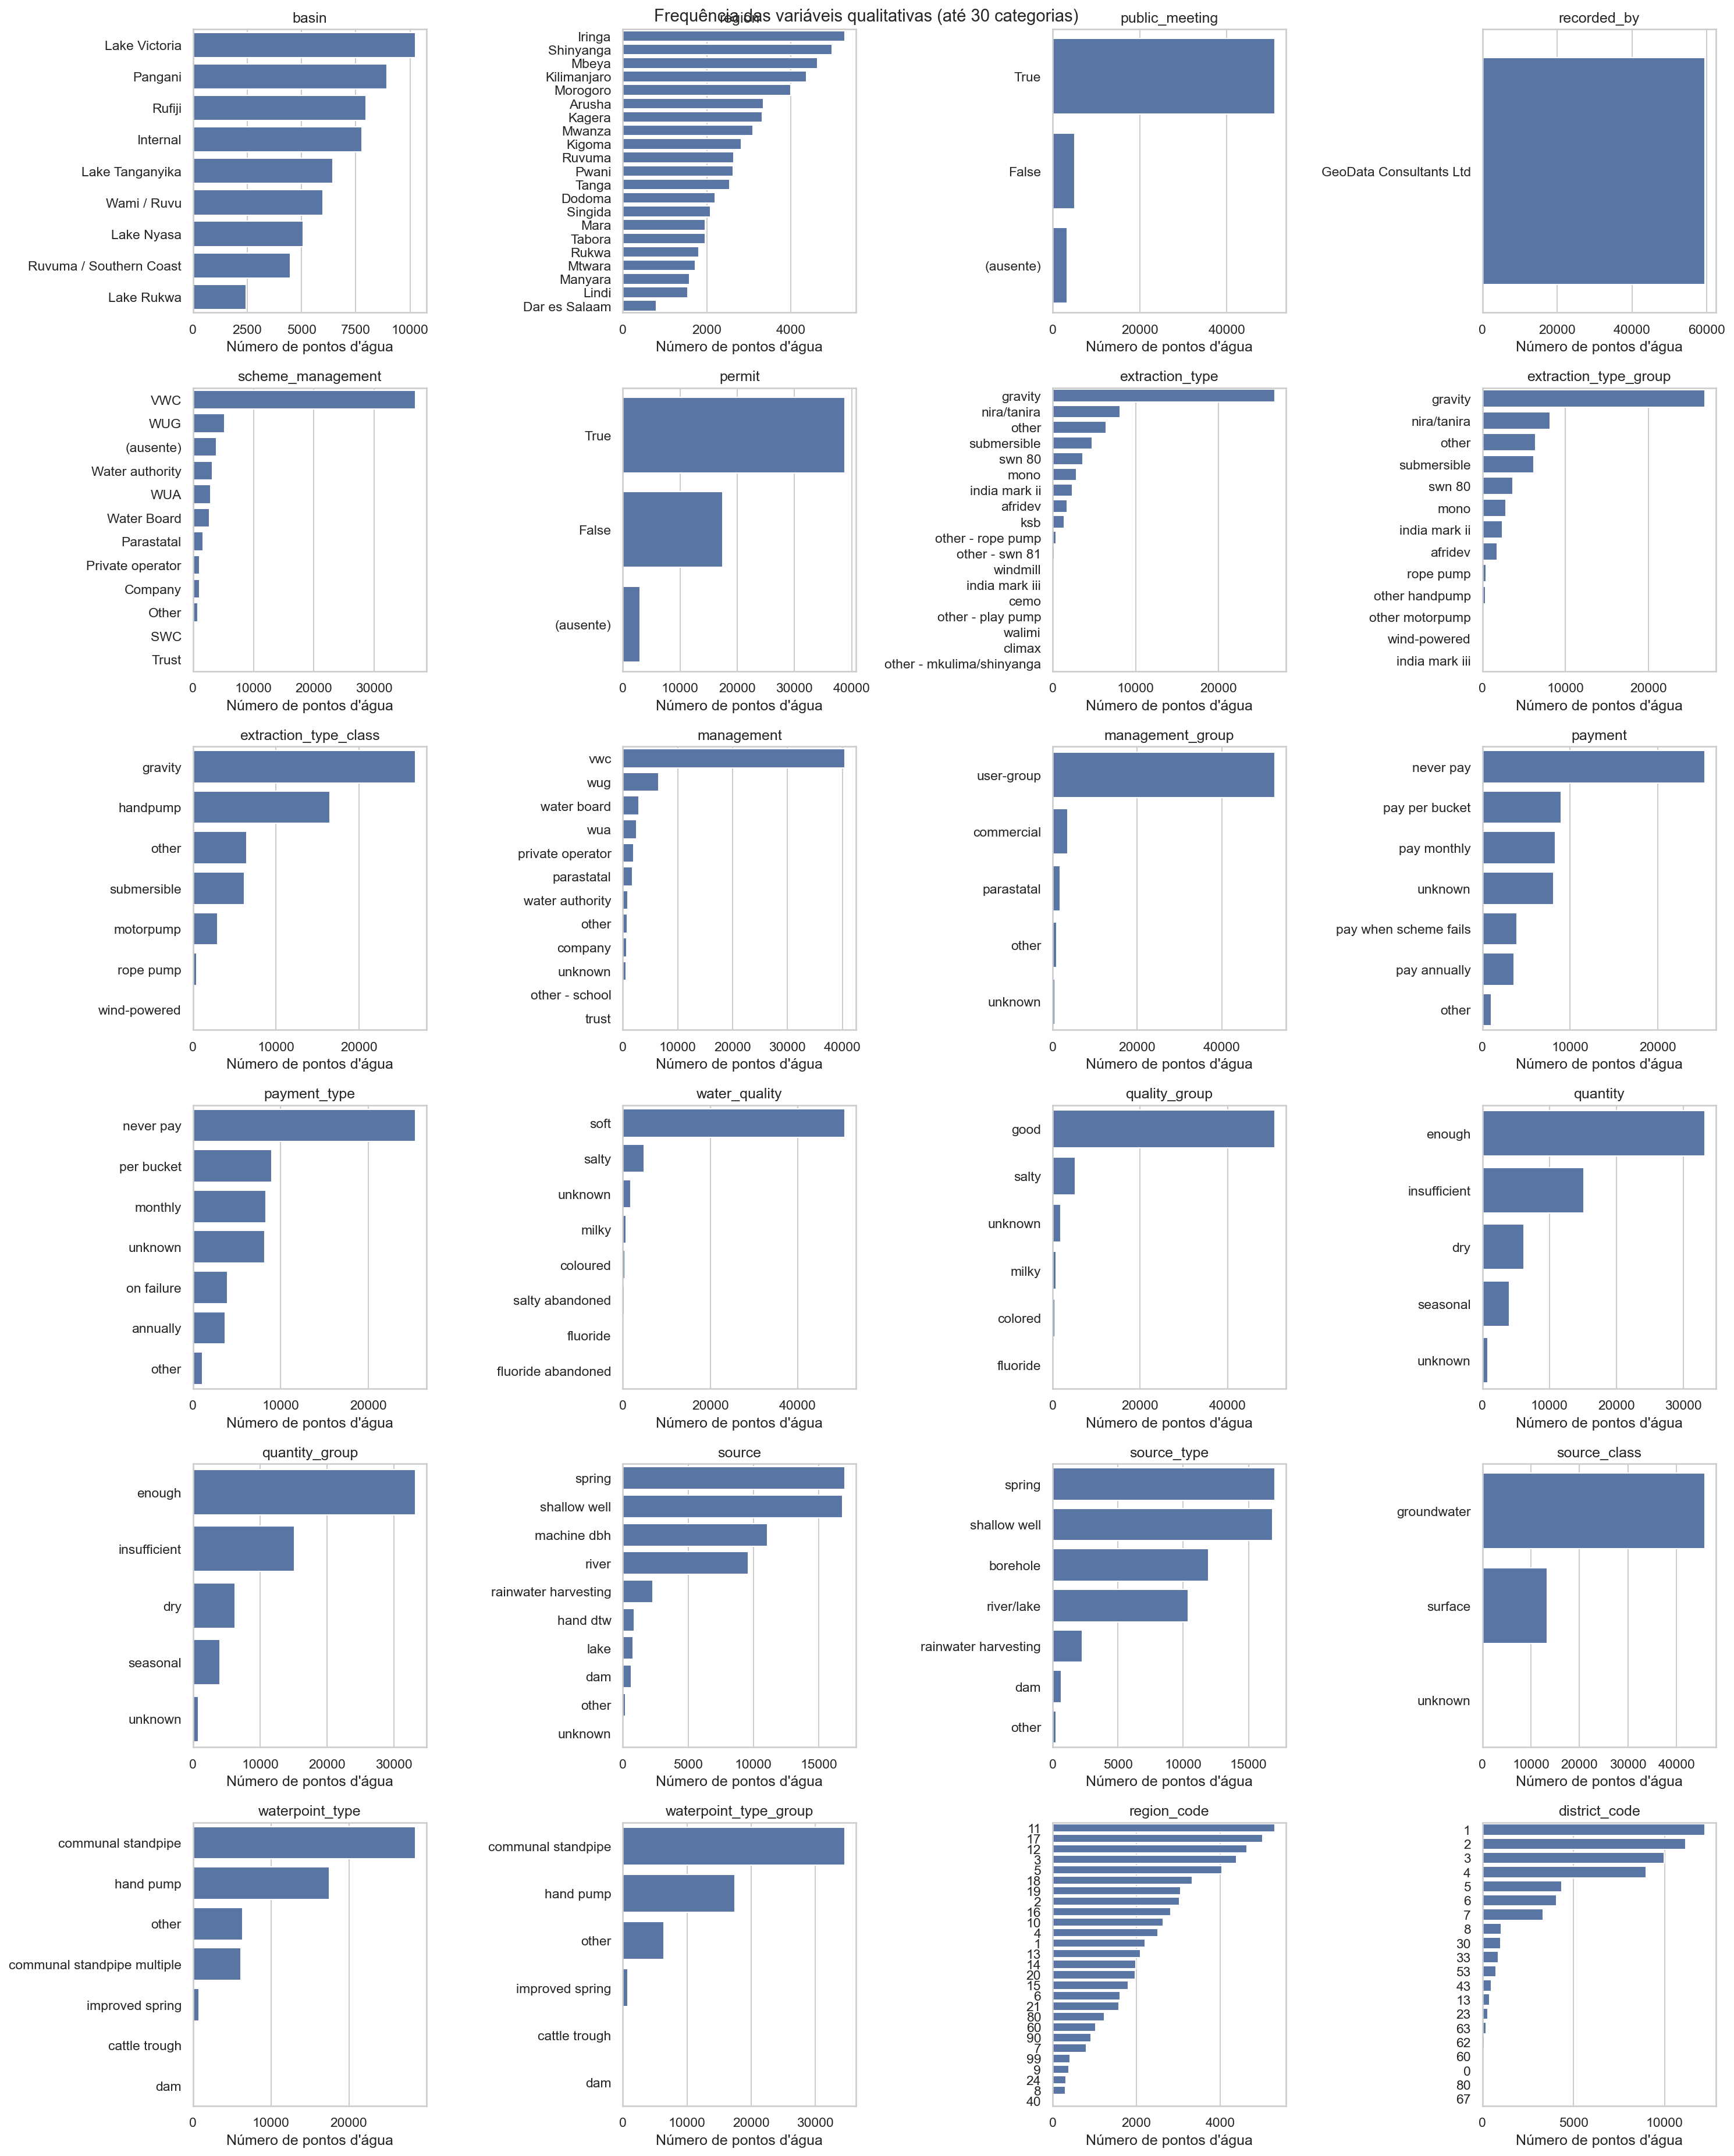 Frequência das variáveis qualitativas (até 30 categorias)
basin
Lake Victoria
Pangani
Rufiji
Internal
Lake Tanganyika
Wami / Ruvu
Lake Nyasa
Ruvuma / Southern Coast
Lake Rukwa
0 2500 5000 7500 10000
Número de pontos d'água
region
Iringa
Shinyanga
Mbeya
Kilimanjaro
Morogoro
Arusha
Kagera
Mwanza
Kigoma
Ruvuma
Pwani
Tanga
Dodoma
Singida
Mara
Tabora
Rukwa
Mtwara
Manyara
Lindi
Dar es Salaam
0 2000 4000
Número de pontos d'água
public_meeting
True
False
(ausente)
0 20000 40000
Número de pontos d'água
recorded_by
GeoData Consultants Ltd
0 20000 40000 60000
Número de pontos d'água
scheme_management
VWC
WUG
(ausente)
Water authority
WUA
Water Board
Parastatal
Private operator
Company
Other
SWC
Trust
0 10000 20000 30000
Número de pontos d'água
permit
True
False
(ausente)
0 10000 20000 30000 40000
Número de pontos d'água
extraction_type
gravity
nira/tanira
other
submersible
swn 80
mono
india mark ii
afridev
ksb
other - rope pump
other - swn 81
windmill
india mark iii
cemo
other - play pump
walimi
climax
other - mkulima/shinyanga
0 10000 20000
Número de pontos d'água
extraction_type_group
gravity
nira/tanira
other
submersible
swn 80
mono
india mark ii
afridev
rope pump
other handpump
other motorpump
wind-powered
india mark iii
0 10000 20000
Número de pontos d'água
extraction_type_class
gravity
handpump
other
submersible
motorpump
rope pump
wind-powered
0 10000 20000
Número de pontos d'água
management
vwc
wug
water board
wua
private operator
parastatal
water authority
other
company
unknown
other - school
trust
0 10000 20000 30000 40000
Número de pontos d'água
management_group
user-group
commercial
parastatal
other
unknown
0 20000 40000
Número de pontos d'água
payment
never pay
pay per bucket
pay monthly
unknown
pay when scheme fails
pay annually
other
0 10000 20000
Número de pontos d'água
payment_type
never pay
per bucket
monthly
unknown
on failure
annually
other
0 10000 20000
Número de pontos d'água
water_quality
soft
salty
unknown
milky
coloured
salty abandoned
fluoride
fluoride abandoned
0 20000 40000
Número de pontos d'água
quality_group
good
salty
unknown
milky
colored
fluoride
0 20000 40000
Número de pontos d'água
quantity
enough
insufficient
dry
seasonal
unknown
0 10000 20000 30000
Número de pontos d'água
quantity_group
enough
insufficient
dry
seasonal
unknown
0 10000 20000 30000
Número de pontos d'água
source
spring
shallow well
machine dbh
river
rainwater harvesting
hand dtw
lake
dam
other
unknown
0 5000 10000 15000
Número de pontos d'água
source_type
spring
shallow well
borehole
river/lake
rainwater harvesting
dam
other
0 5000 10000 15000
Número de pontos d'água
source_class
groundwater
surface
unknown
0 10000 20000 30000 40000
Número de pontos d'água
waterpoint_type
communal standpipe
hand pump
other
communal standpipe multiple
improved spring
cattle trough
dam
0 10000 20000
Número de pontos d'água
waterpoint_type_group
communal standpipe
hand pump
other
improved spring
cattle trough
dam
0 10000 20000 30000
Número de pontos d'água
region_code
11
17
12
3
5
18
19
2
16
10
4
1
13
14
20
15
6
21
80
60
90
7
99
9
24
8
40
0 2000 4000
Número de pontos d'água
district_code
1
2
3
4
5
6
7
8
30
33
53
43
13
23
63
62
60
0
80
67
0 5000 10000
Número de pontos d'água